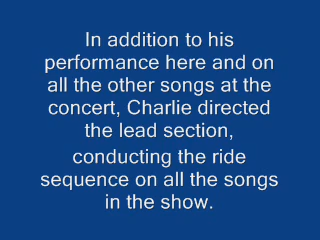 In addition to his
performance here and on
all the other songs at the
concert, Charlie directed
the lead section,
conducting the ride
sequence on all the songs
in the show.